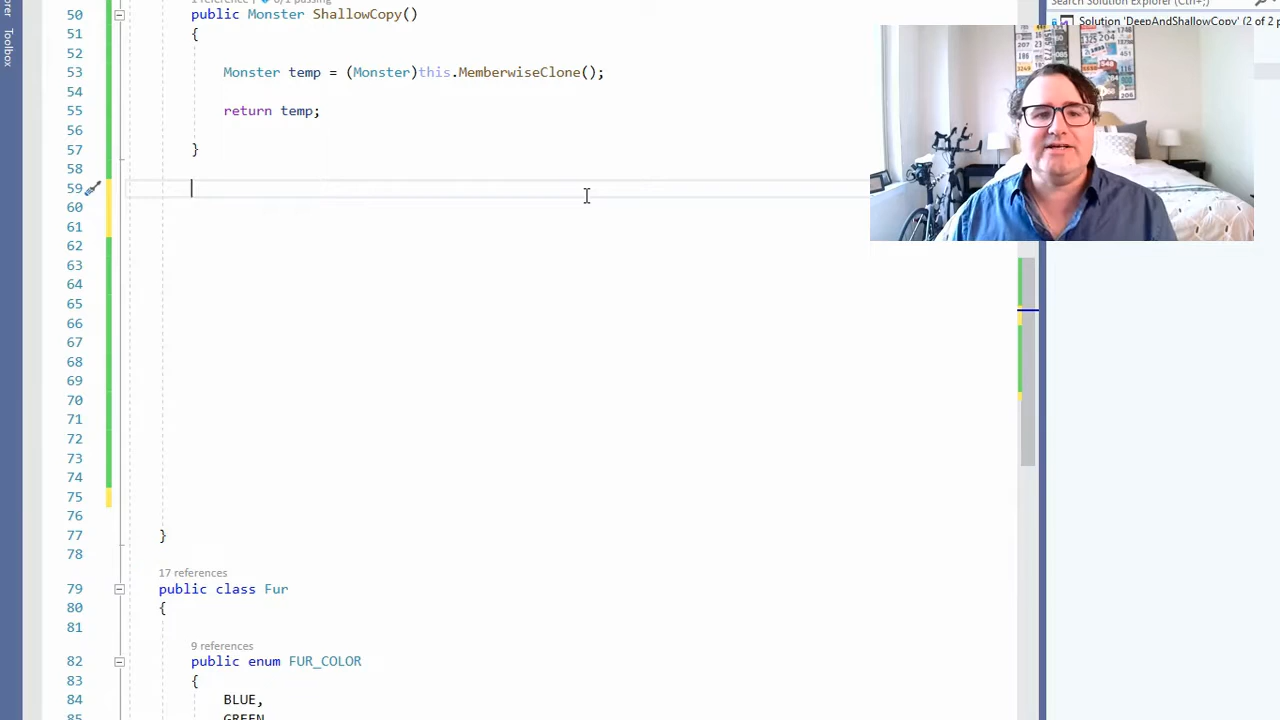 rer
Toolbox
Search Solution Explorer (Ctrl+;)
Solution 'DeepAndShallowCopy' (2 of 2 p
50 public Monster ShallowCopy()
51 {
52
53 Monster temp = (Monster)this.MemberwiseClone();
54
55 return temp;
56
57 }
58
59
60
61
62
63
64
65
66
67
68
69
70
71
72
73
74
75
76
77 }
78
17 references
79 public class Fur
80 {
81
9 references
82 public enum FUR_COLOR
83 {
84 BLUE,
85 GREEN